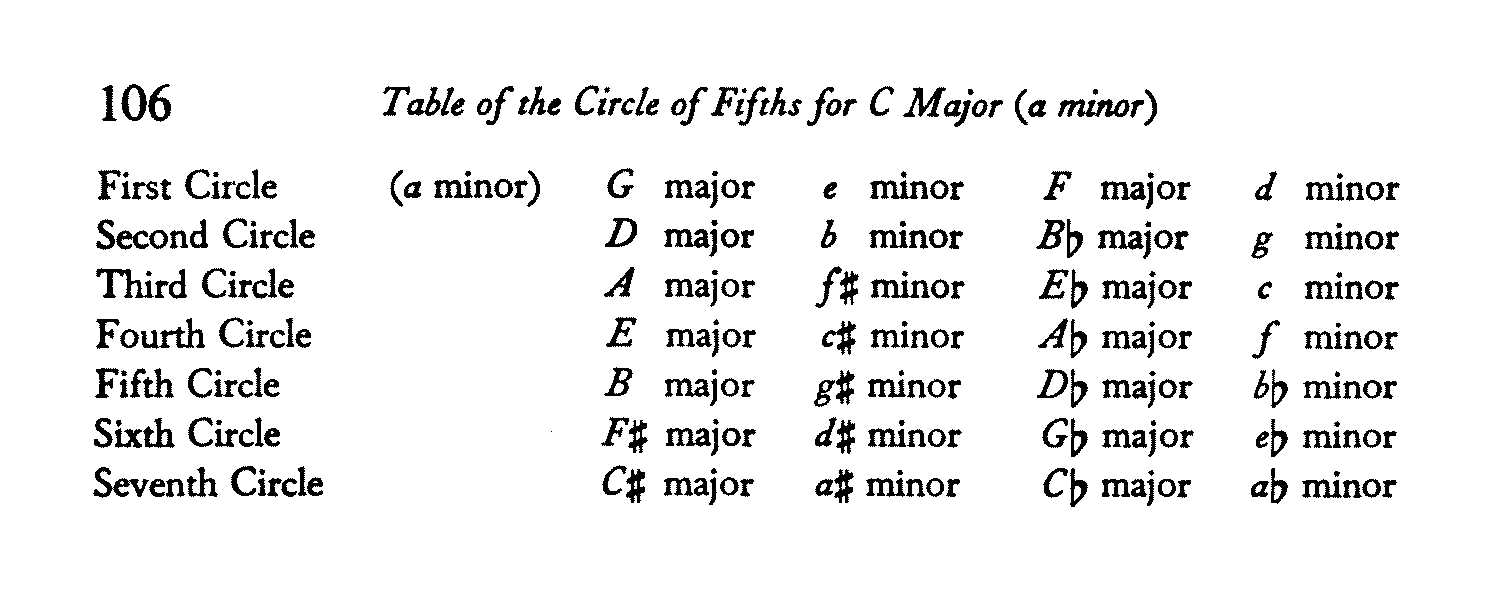 106 Table of the Circle of Fifths for C Major (a minor)
First Circle (a minor) G major e minor F major d minor
Second Circle D major b minor B♭ major g minor
Third Circle A major f♯ minor E♭ major c minor
Fourth Circle E major c♯ minor A♭ major f minor
Fifth Circle B major g♯ minor D♭ major b♭ minor
Sixth Circle F♯ major d♯ minor G♭ major e♭ minor
Seventh Circle C♯ major a♯ minor C♭ major a♭ minor